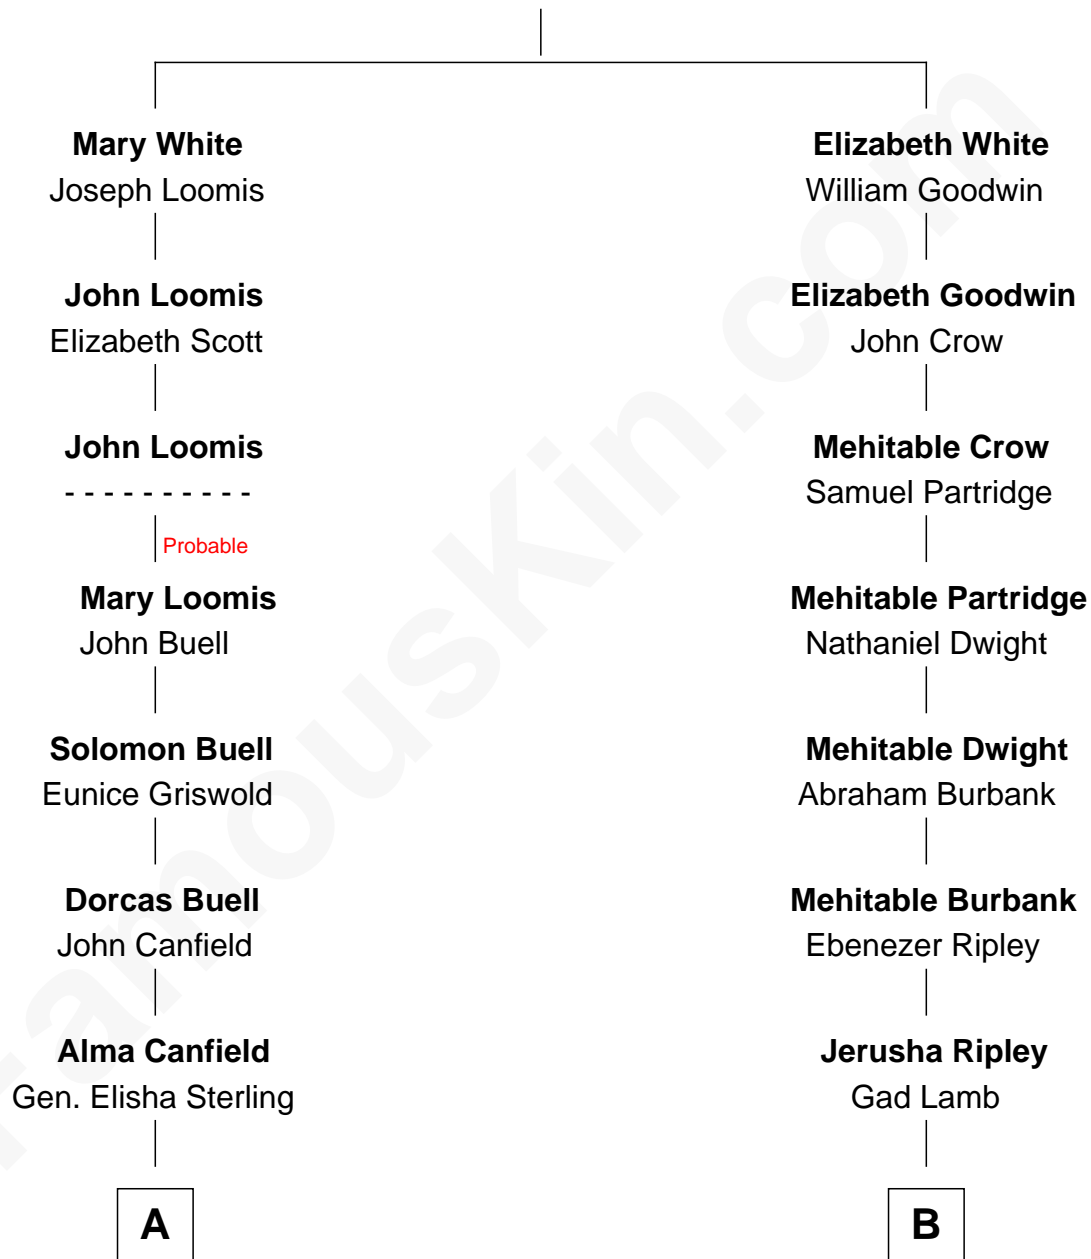 Mary White
Joseph Loomis
John Loomis
Elizabeth Scott
John Loomis
- - - - - - - - - -
Probable
Mary Loomis
John Buell
Solomon Buell
Eunice Griswold
Dorcas Buell
John Canfield
Alma Canfield
Gen. Elisha Sterling
A
Elizabeth White
William Goodwin
Elizabeth Goodwin
John Crow
Mehitable Crow
Samuel Partridge
Mehitable Partridge
Nathaniel Dwight
Mehitable Dwight
Abraham Burbank
Mehitable Burbank
Ebenezer Ripley
Jerusha Ripley
Gad Lamb
B
FamousKin.com